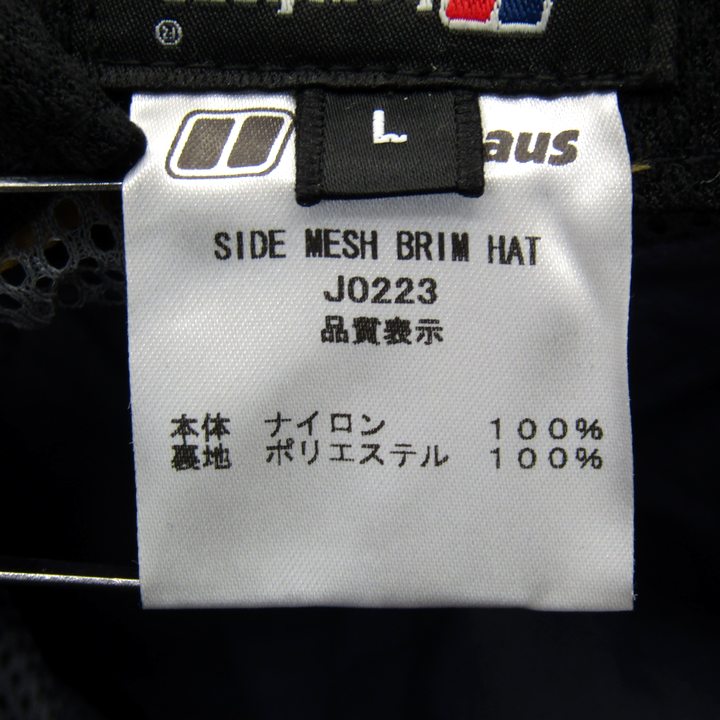 ®
L
aus
SIDE MESH BRIM HAT
J0223
品質表示
本体 ナイロン 100%
裏地 ポリエステル 100%